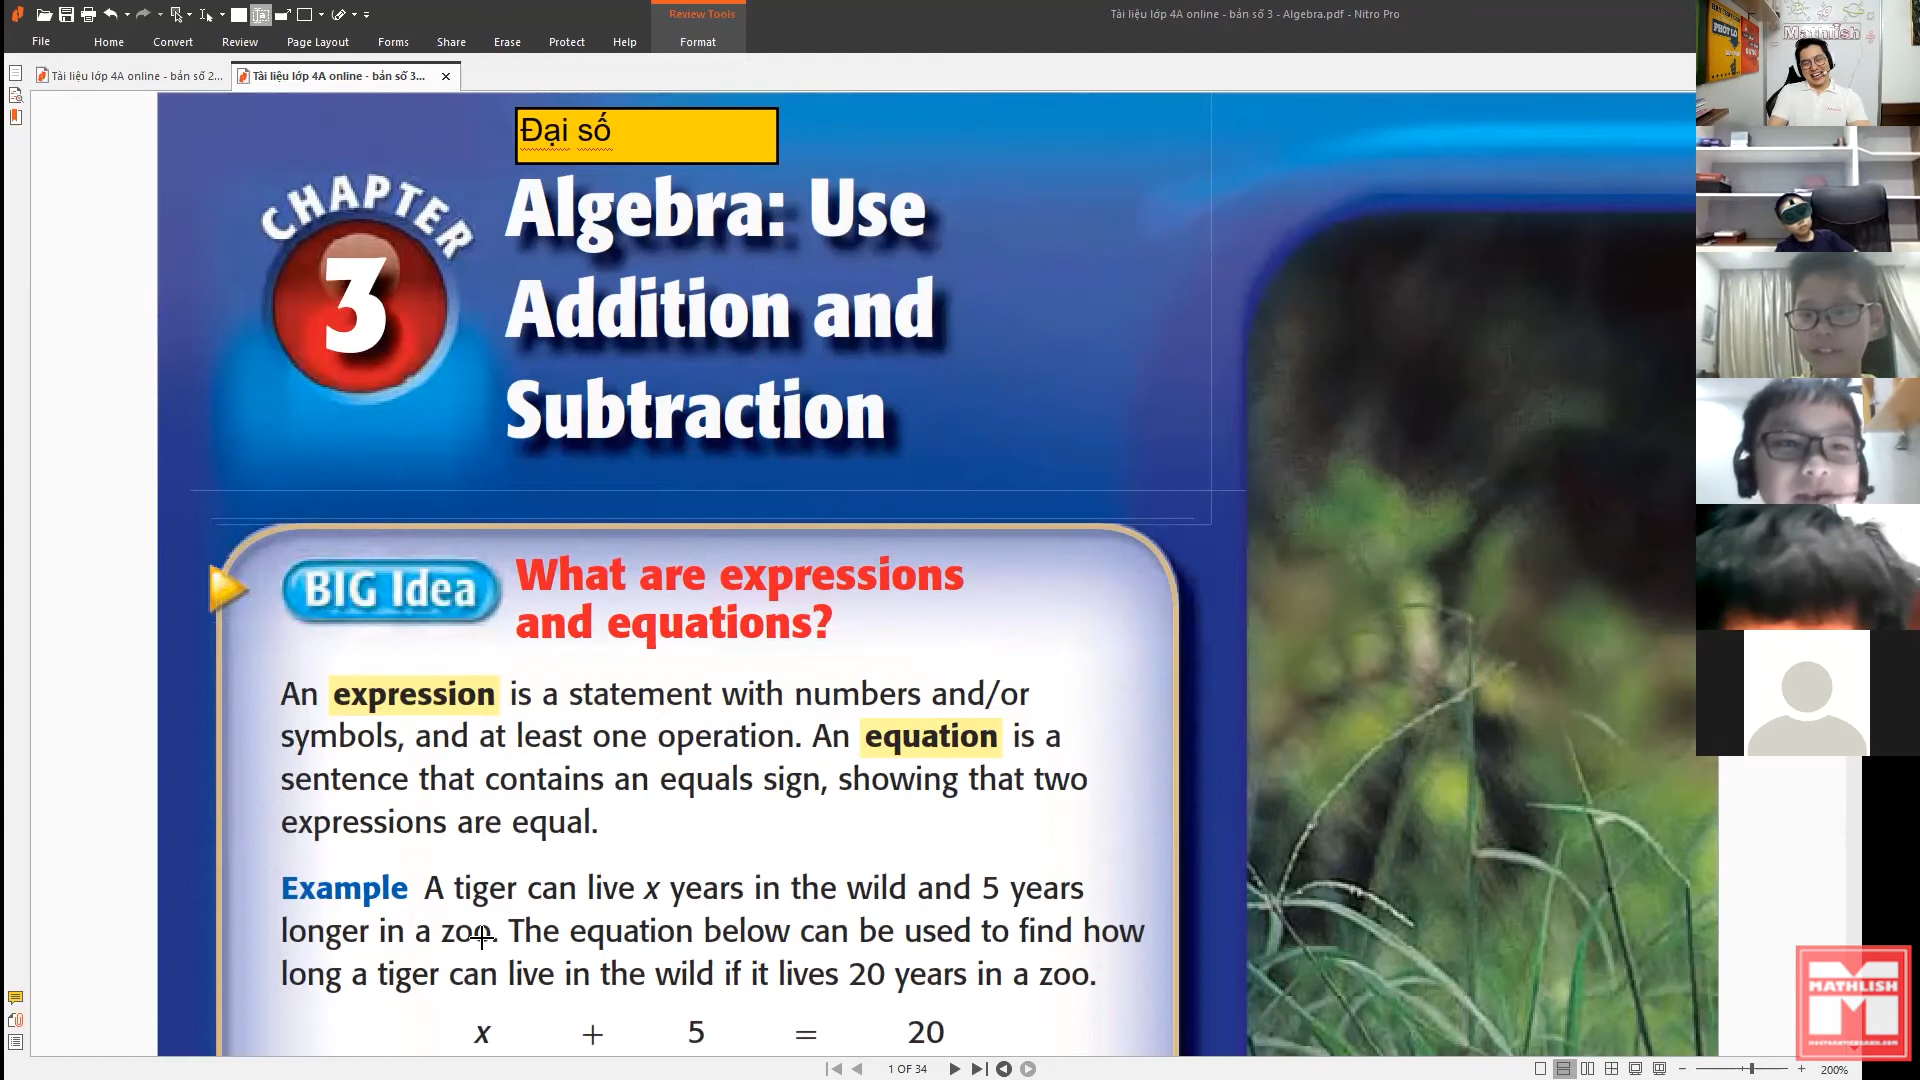 Review Tools
Tài liệu lớp 4A online - bản số 3 - Algebra.pdf - Nitro Pro
File
Home
Convert
Review
Page Layout
Forms
Share
Erase
Protect
Help
Format
Tài liệu lớp 4A online - bản số 2...
Tài liệu lớp 4A online - bản số 3...
Đại số
CHAPTER
3
Algebra: Use
Addition and
Subtraction
BIG Idea
What are expressions
and equations?
An expression is a statement with numbers and/or
symbols, and at least one operation. An equation is a
sentence that contains an equals sign, showing that two
expressions are equal.
Example A tiger can live x years in the wild and 5 years
longer in a zoo. The equation below can be used to find how
long a tiger can live in the wild if it lives 20 years in a zoo.
x + 5 = 20
1 OF 34
200%
Mathlish
MATHLISH